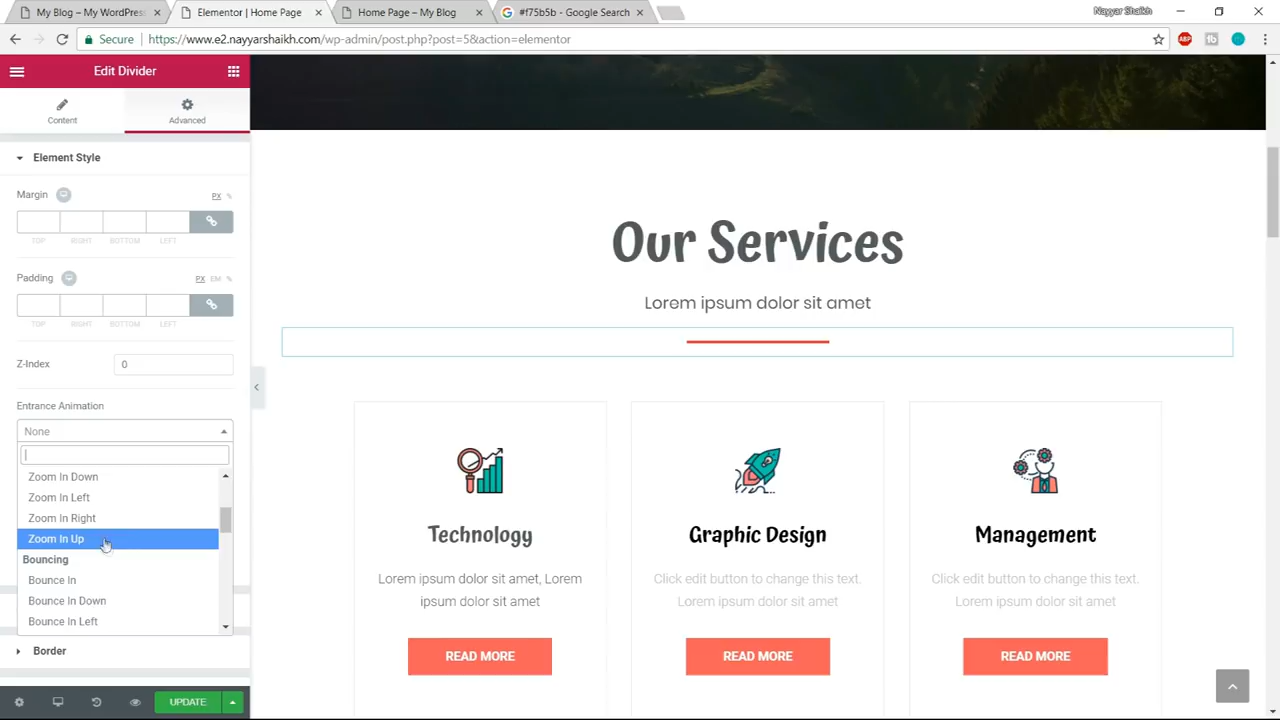 My Blog – My WordPress
Elementor | Home Page
Home Page – My Blog
#f75b5b - Google Search
Nayyar Shaikh
Secure
https://www.e2.nayyarshaikh.com/wp-admin/post.php?post=5&action=elementor
ABP
tb
Edit Divider
Content
Advanced
Element Style
Margin
PX %
TOP RIGHT BOTTOM LEFT
Padding
PX EM %
TOP RIGHT BOTTOM LEFT
Z-Index
0
Entrance Animation
None
Zoom In Down
Zoom In Left
Zoom In Right
Zoom In Up
Bouncing
Bounce In
Bounce In Down
Bounce In Left
Border
UPDATE
Our Services
Lorem ipsum dolor sit amet
Technology
Lorem ipsum dolor sit amet, Lorem
ipsum dolor sit amet
READ MORE
Graphic Design
Click edit button to change this text.
Lorem ipsum dolor sit amet
READ MORE
Management
Click edit button to change this text.
Lorem ipsum dolor sit amet
READ MORE